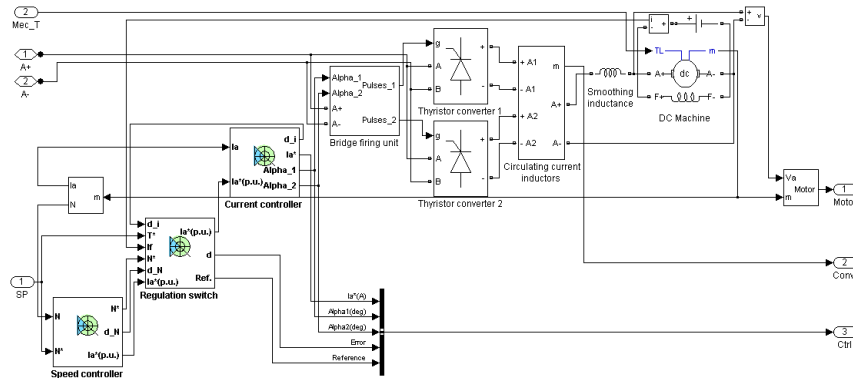 2
Mec_T
1
A+
2
A-
Alpha_1
Alpha_2
A+
A-
Pulses_1
Pulses_2
Bridge firing unit
g
A
B
+
-
Thyristor converter 1
g
A
B
+
-
Thyristor converter 2
+ A1
- A1
+ A2
- A2
m
A+
A-
Circulating current
inductors
Smoothing
inductance
i
+
-
+
TL
m
A+
dc
A-
F+
F-
DC Machine
+
-
v
Va
m
Motor
1
Moto
2
Conv
3
Ctrl
Ia
N
m
Ia
Ia*(p.u.)
d_i
Ia*
Alpha_1
Alpha_2
Current controller
d_i
T*
If
N*
d_N
Ia*(p.u.)
Ia*(p.u.)
d
Ref.
Regulation switch
1
SP
N
N*
N*
d_N
Ia*(p.u.)
Speed controller
Ia*(A)
Alpha1(deg)
Alpha2(deg)
Error
Reference